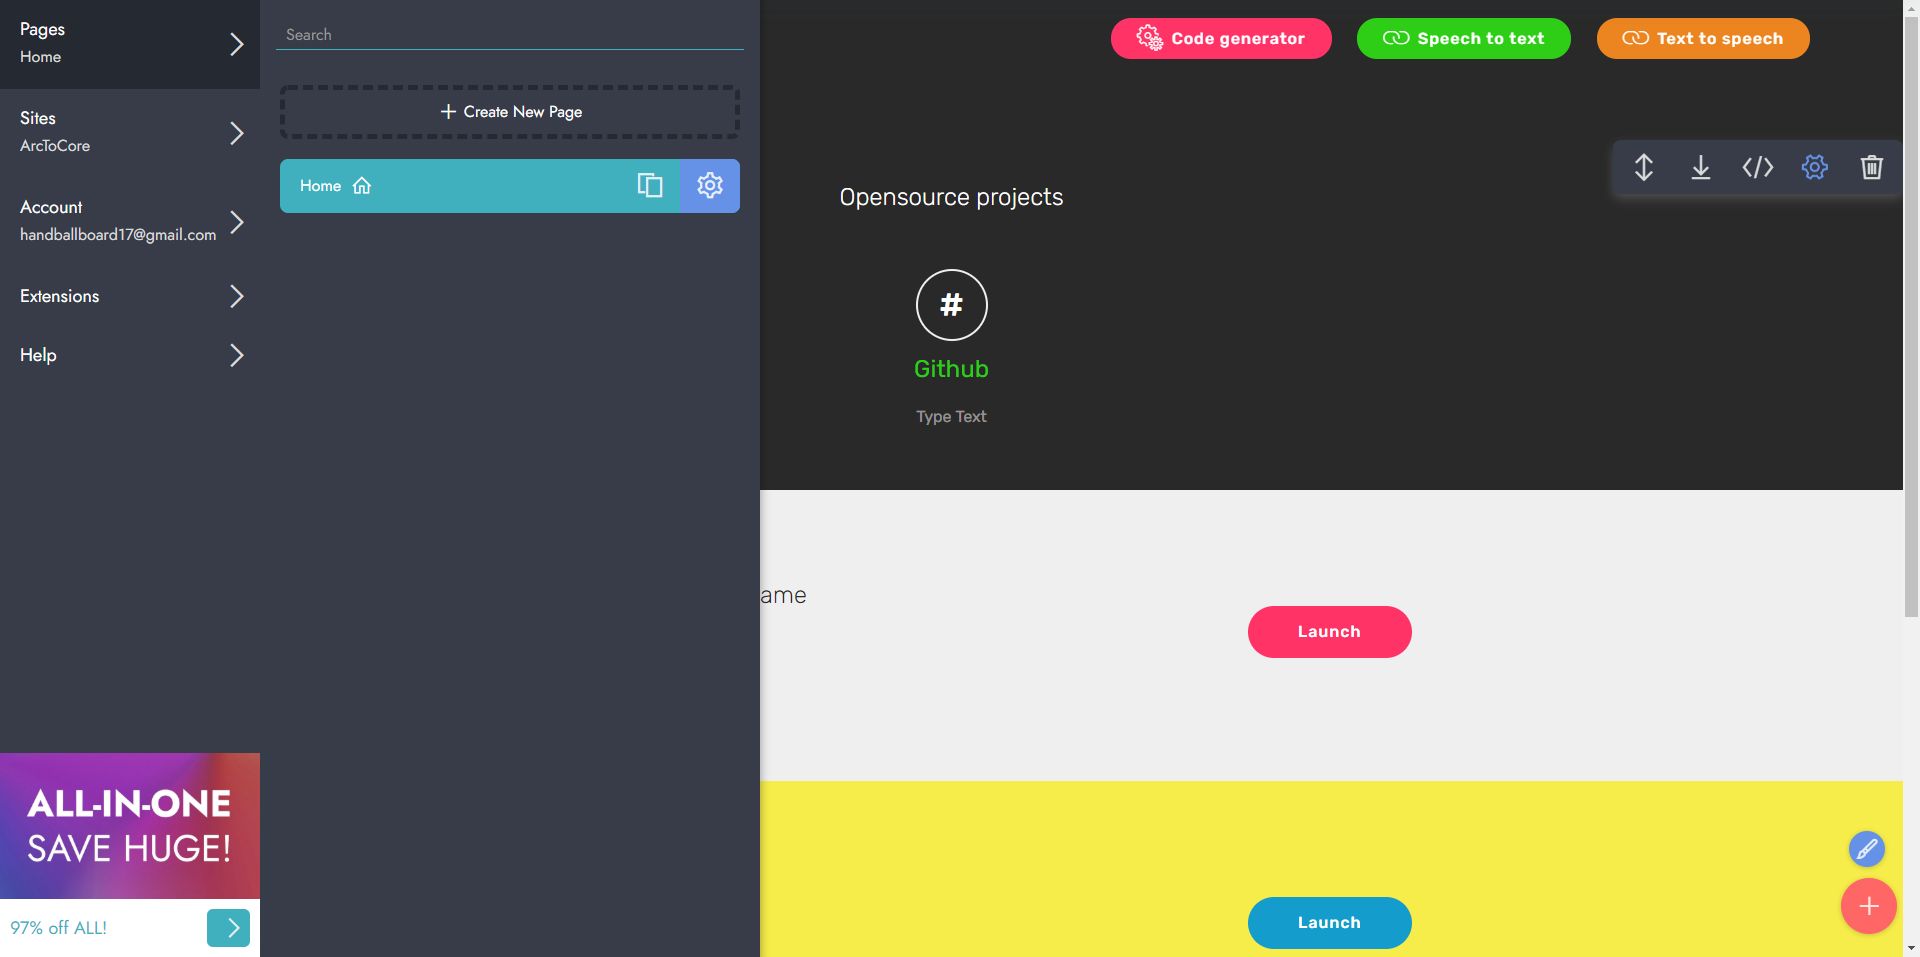 Pages
Home
Sites
ArcToCore
Account
handballboard17@gmail.com
Extensions
Help
ALL-IN-ONE
SAVE HUGE!
97% off ALL!
Search
Create New Page
Home
Code generator
Speech to text
Text to speech
Opensource projects
#
Github
Type Text
ame
Launch
Launch